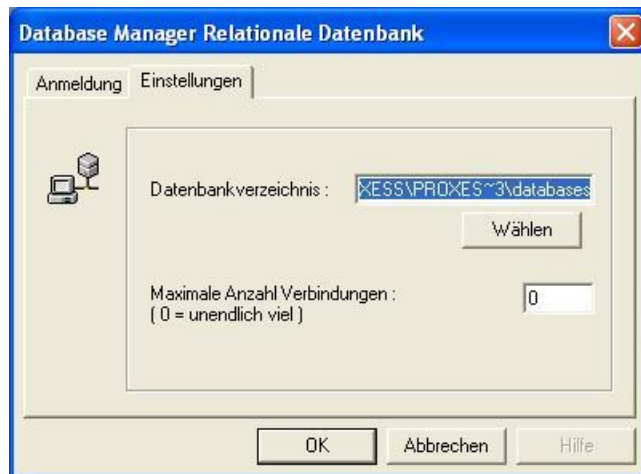 Database Manager Relationale Datenbank
Anmeldung
Einstellungen
Datenbankverzeichnis :
XESS\PROXES~3\databases
Wählen
Maximale Anzahl Verbindungen :
0
( 0 = unendlich viel )
OK
Abbrechen
Hilfe